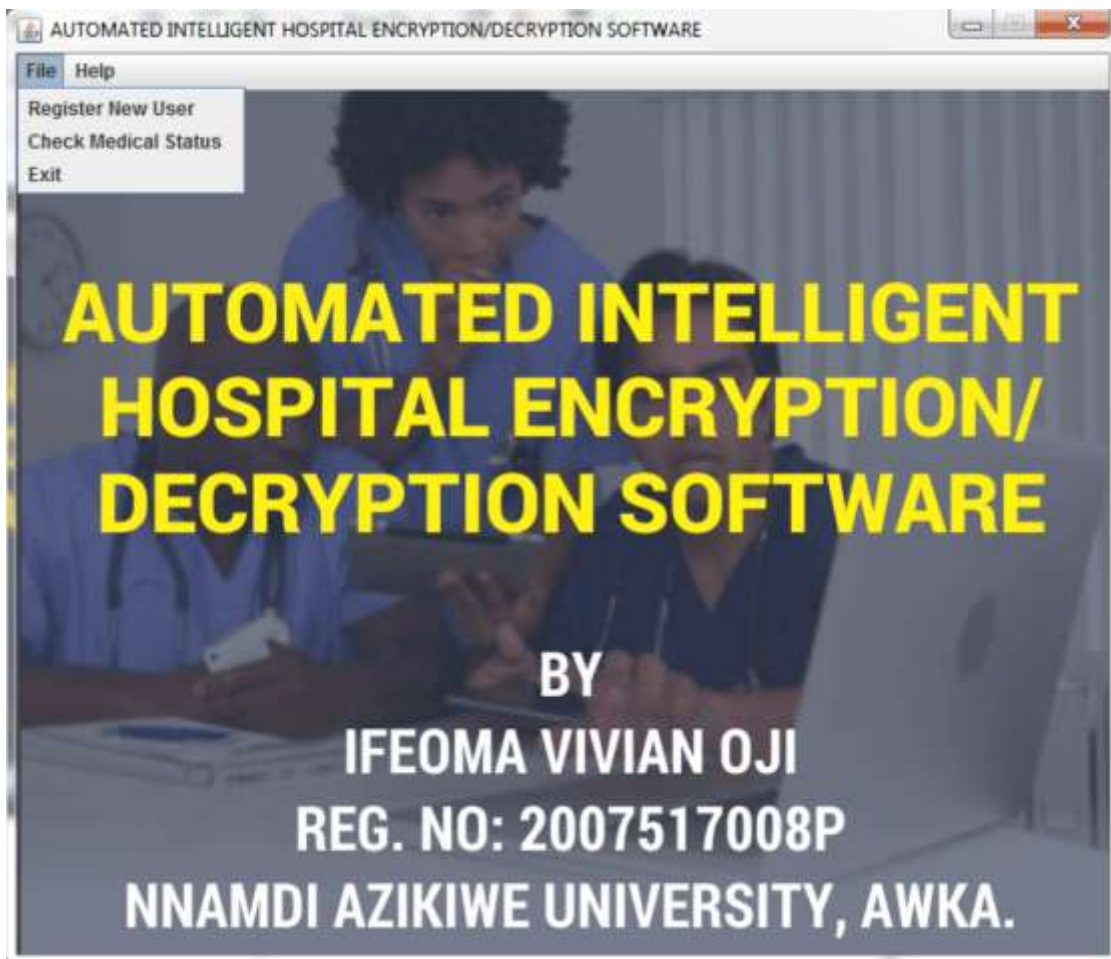 AUTOMATED INTELLIGENT HOSPITAL ENCRYPTION/DECRYPTION SOFTWARE
File Help
Register New User
Check Medical Status
Exit
AUTOMATED INTELLIGENT
HOSPITAL ENCRYPTION/
DECRYPTION SOFTWARE
BY
IFEOMA VIVIAN OJI
REG. NO: 2007517008P
NNAMDI AZIKIWE UNIVERSITY, AWKA.